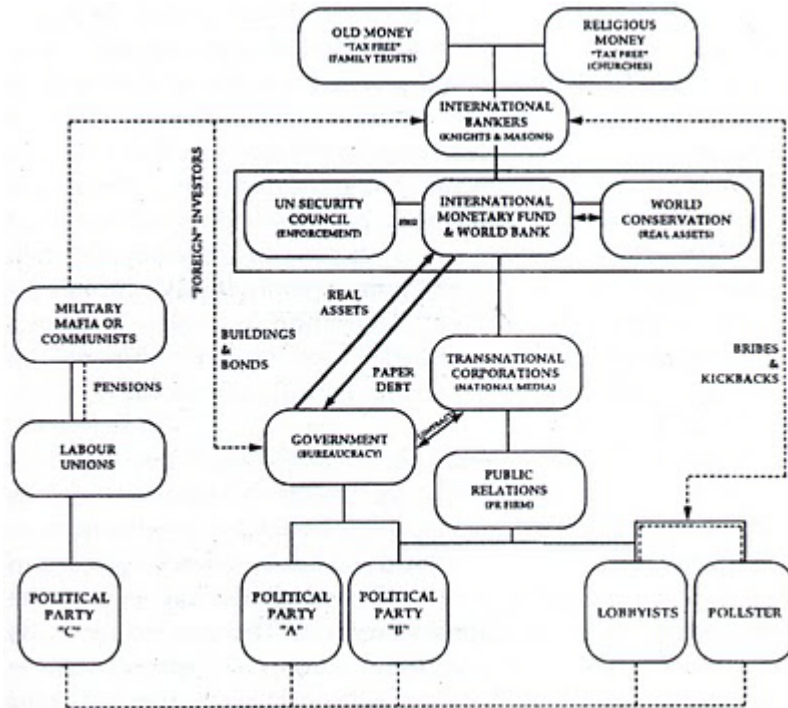 OLD MONEY
"TAX FREE"
(FAMILY TRUSTS)
RELIGIOUS
MONEY
"TAX FREE"
(CHURCHES)
INTERNATIONAL
BANKERS
(KNIGHTS & MASONS)
"FOREIGN" INVESTORS
UN SECURITY
COUNCIL
(ENFORCEMENT)
INTERNATIONAL
MONETARY FUND
& WORLD BANK
WORLD
CONSERVATION
(REAL ASSETS)
MILITARY
MAFIA OR
COMMUNISTS
REAL
ASSETS
BUILDINGS
&
BONDS
PAPER
DEBT
TRANSNATIONAL
CORPORATIONS
(NATIONAL MEDIA)
BRIBES
&
KICKBACKS
PENSIONS
LABOUR
UNIONS
GOVERNMENT
(BUREAUCRACY)
PUBLIC
RELATIONS
(PR FIRM)
POLITICAL
PARTY
"C"
POLITICAL
PARTY
"A"
POLITICAL
PARTY
"B"
LOBBYISTS
POLLSTER